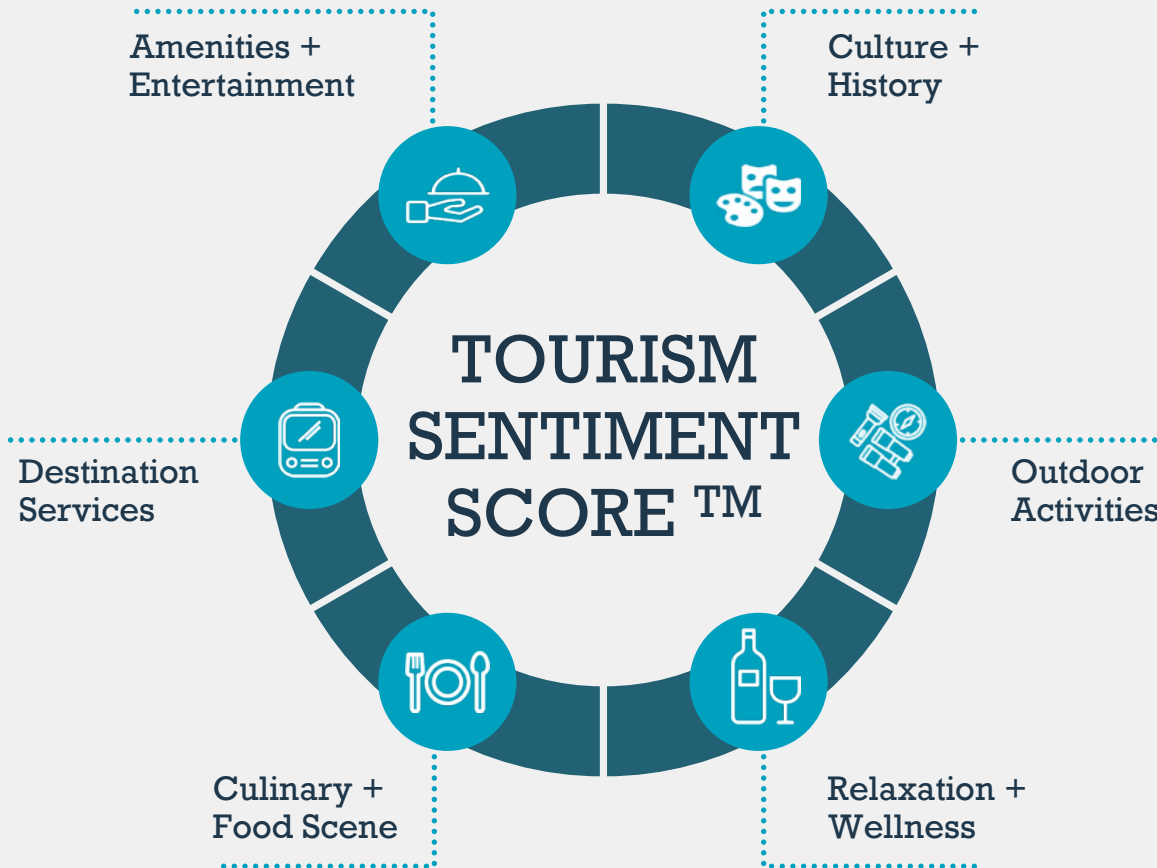 Amenities +
Entertainment
Culture +
History
TOURISM
SENTIMENT
SCORE ™
Destination
Services
Outdoor
Activities
Culinary +
Food Scene
Relaxation +
Wellness